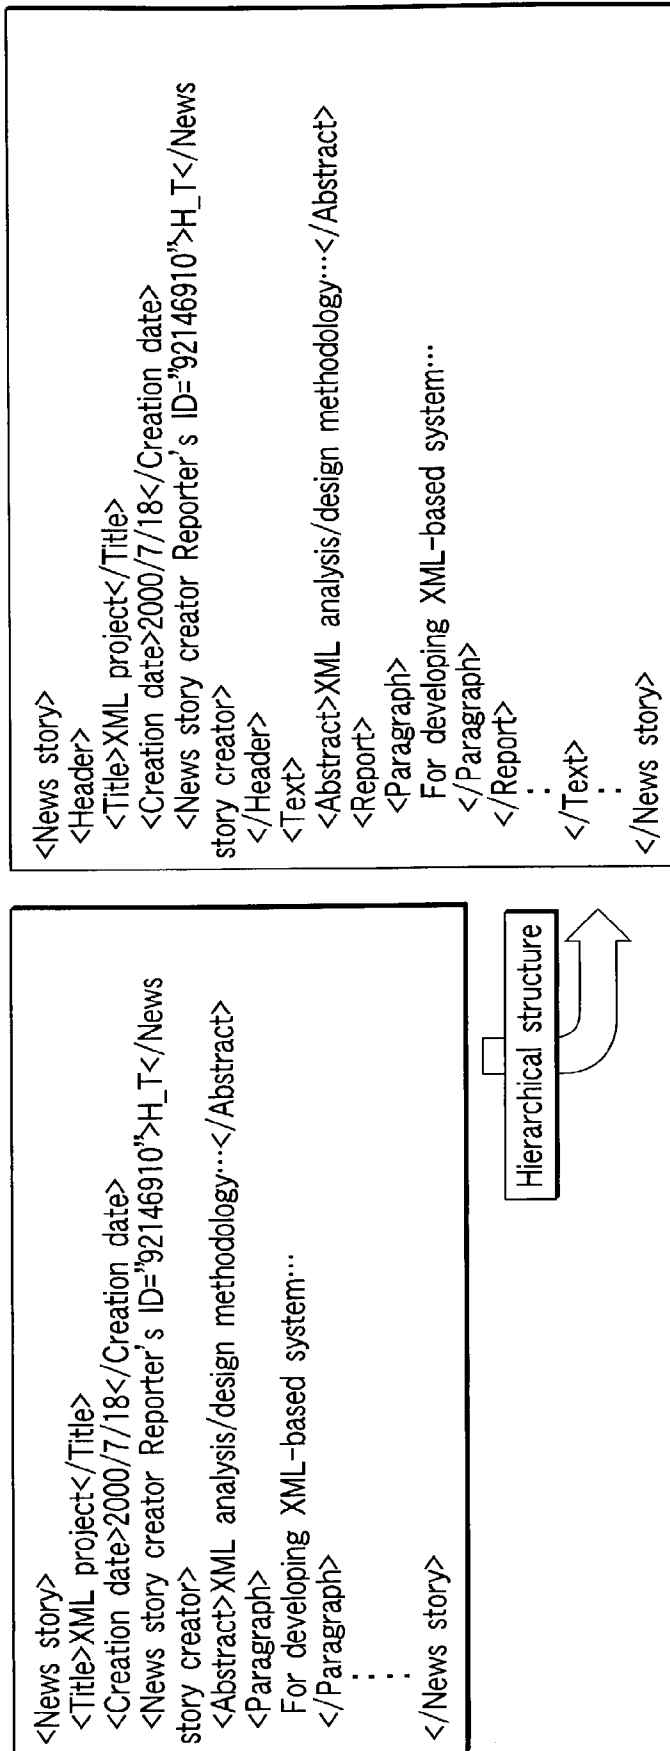 <News story>
<Title>XML project</Title>
<Creation date>2000/7/18</Creation date>
<News story creator Reporter's ID="92146910">H_T</News
story creator>
<Abstract>XML analysis/design methodology…</Abstract>
<Paragraph>
For developing XML-based system…
</Paragraph>
:
:
</News story>
Hierarchical structure
<News story>
<Header>
<Title>XML project</Title>
<Creation date>2000/7/18</Creation date>
<News story creator Reporter's ID="92146910">H_T</News
story creator>
</Header>
<Text>
<Abstract>XML analysis/design methodology…</Abstract>
<Report>
<Paragraph>
For developing XML-based system…
</Paragraph>
</Report>
:
</Text>
:
</News story>